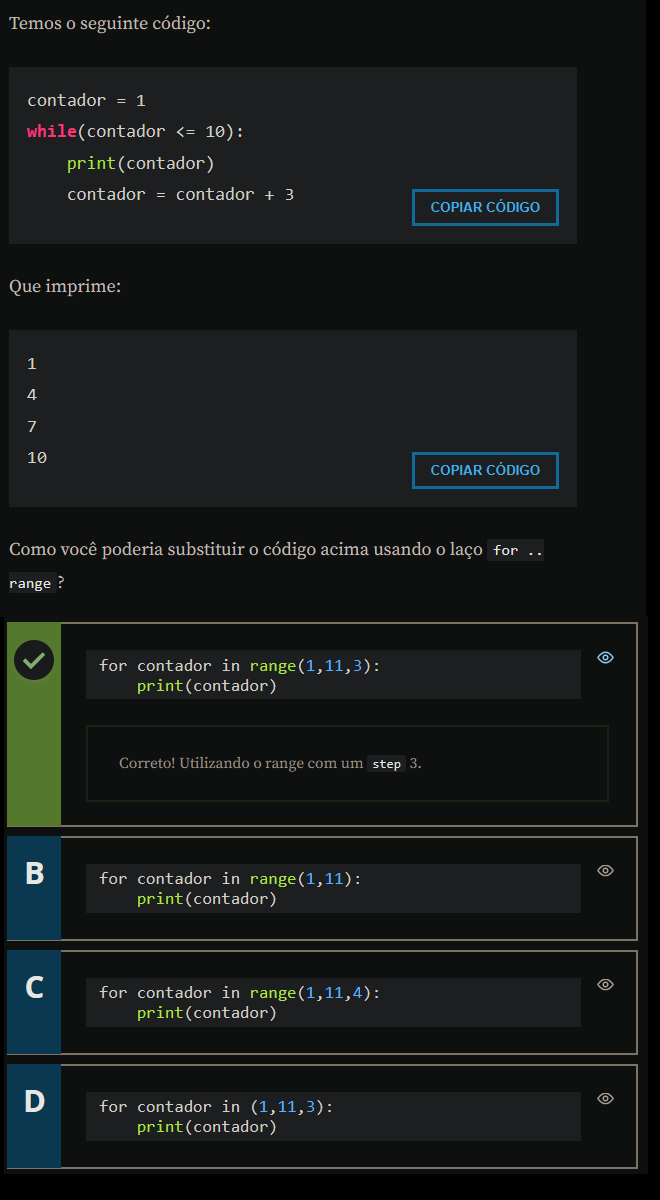 Temos o seguinte código:
contador = 1
while(contador <= 10):
    print(contador)
    contador = contador + 3
COPIAR CÓDIGO
Que imprime:
1
4
7
10
COPIAR CÓDIGO
Como você poderia substituir o código acima usando o laço for ..
range ?
for contador in range(1,11,3):
    print(contador)
Correto! Utilizando o range com um step 3.
B
for contador in range(1,11):
    print(contador)
C
for contador in range(1,11,4):
    print(contador)
D
for contador in (1,11,3):
    print(contador)